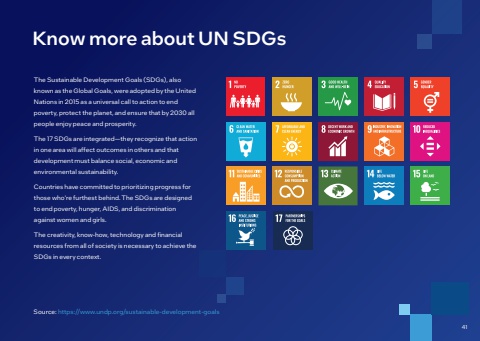 Know more about UN SDGs
The Sustainable Development Goals (SDGs), also
known as the Global Goals, were adopted by the United
Nations in 2015 as a universal call to action to end
poverty, protect the planet, and ensure that by 2030 all
people enjoy peace and prosperity.
The 17 SDGs are integrated—they recognize that action
in one area will affect outcomes in others and that
development must balance social, economic and
environmental sustainability.
Countries have committed to prioritizing progress for
those who're furthest behind. The SDGs are designed
to end poverty, hunger, AIDS, and discrimination
against women and girls.
The creativity, know-how, technology and financial
resources from all of society is necessary to achieve the
SDGs in every context.
1 NO
POVERTY
2 ZERO
HUNGER
3 GOOD HEALTH
AND WELL-BEING
4 QUALITY
EDUCATION
5 GENDER
EQUALITY
6 CLEAN WATER
AND SANITATION
7 AFFORDABLE AND
CLEAN ENERGY
8 DECENT WORK AND
ECONOMIC GROWTH
9 INDUSTRY, INNOVATION
AND INFRASTRUCTURE
10 REDUCED
INEQUALITIES
11 SUSTAINABLE CITIES
AND COMMUNITIES
12 RESPONSIBLE
CONSUMPTION
AND PRODUCTION
13 CLIMATE
ACTION
14 LIFE
BELOW WATER
15 LIFE
ON LAND
16 PEACE, JUSTICE
AND STRONG
INSTITUTIONS
17 PARTNERSHIPS
FOR THE GOALS
Source: https://www.undp.org/sustainable-development-goals
41